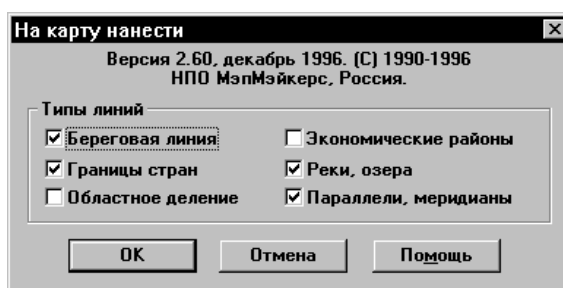 На карту нанести
Версия 2.60, декабрь 1996. (C) 1990-1996
НПО МэпМэйкерс, Россия.
Типы линий
Береговая линия
Экономические районы
Границы стран
Реки, озера
Областное деление
Параллели, меридианы
OK
Отмена
Помощь